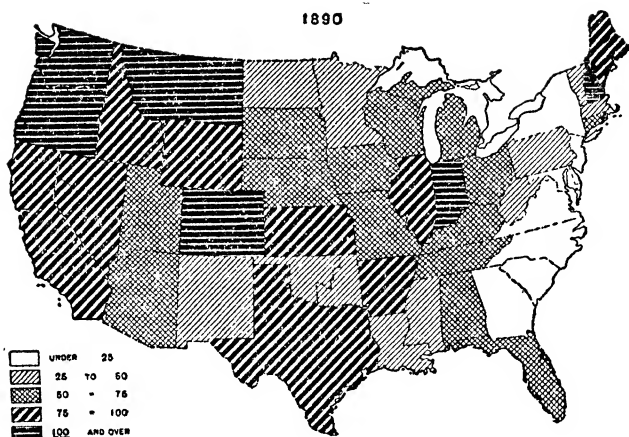 1890
UNDER 25
25 TO 50
50 " 75
75 " 100
100 AND OVER